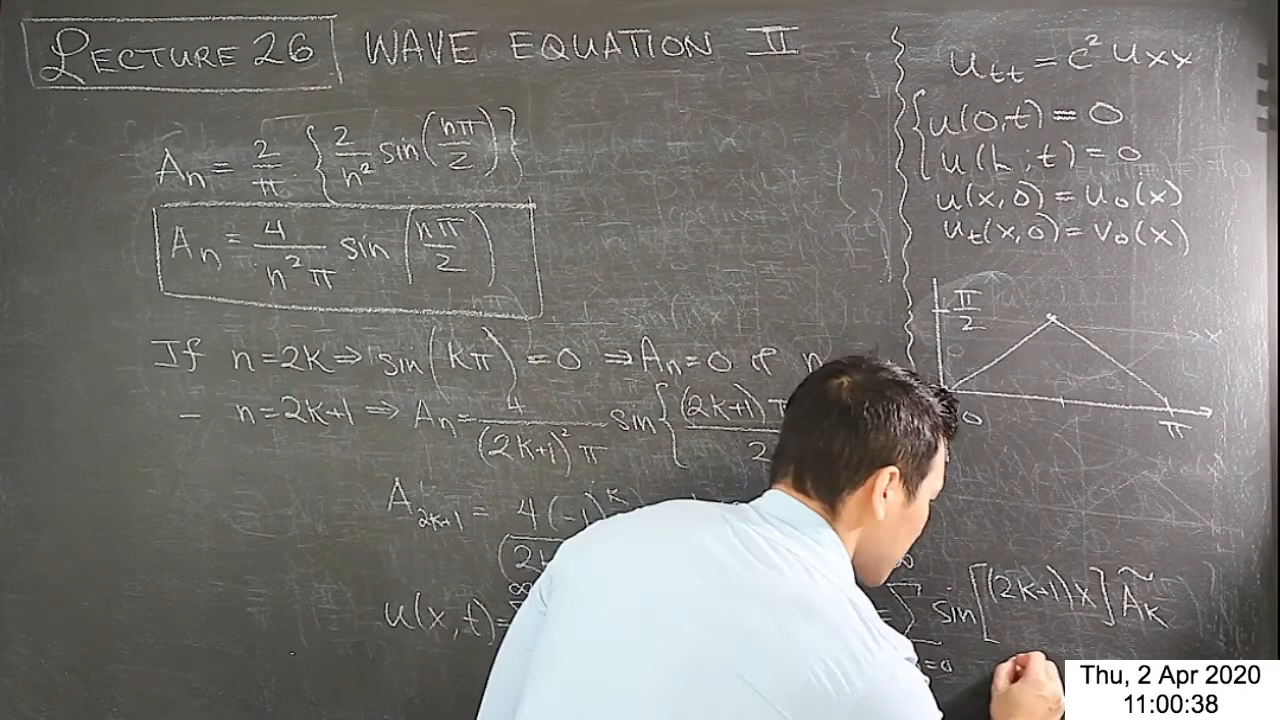 LECTURE 26 WAVE EQUATION II
Aₙ = 2/π · {2/n² sin(nπ/2)}
Aₙ = 4/(n²π) sin(nπ/2)
If n=2k ⇒ sin(kπ) = 0 ⇒ Aₙ=0 if n
– n=2k+1 ⇒ Aₙ= 4/((2k+1)²π) sin{(2k+1)π/2
A₂ₖ₊₁ = 4(-1)ᵏ
u(x,t)=
= ∑ sin[(2k+1)x] Ãₖ
=0
uₜₜ = c² uxx
{u(0,t) = 0
u(L,t) = 0
u(x,0) = u₀(x)
uₜ(x,0) = v₀(x)
π/2
0
π
x
Thu, 2 Apr 2020
11:00:38